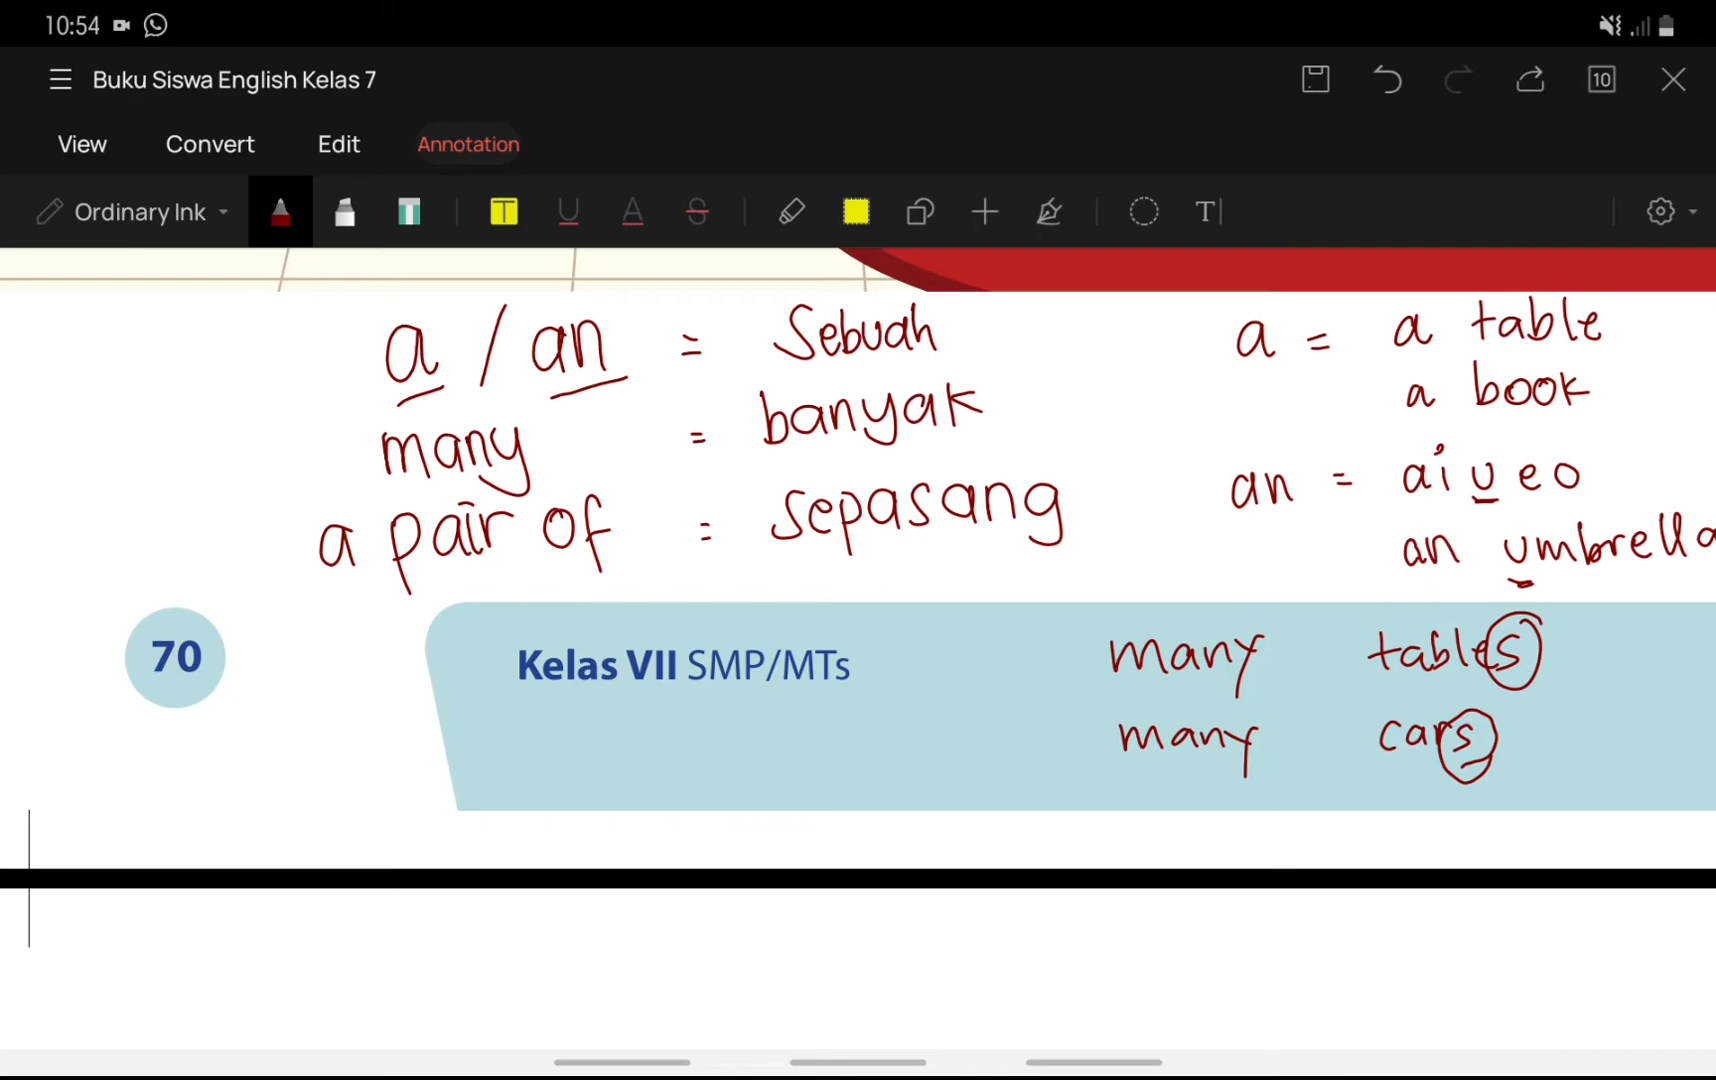 10:54
Buku Siswa English Kelas 7
10
View Convert Edit Annotation
Ordinary Ink T U A S T
a / an = Sebuah
many = banyak
a pair of = sepasang
a = a table
a book
an = a i u e o
an umbrella
70
Kelas VII SMP/MTs
many tables
many cars